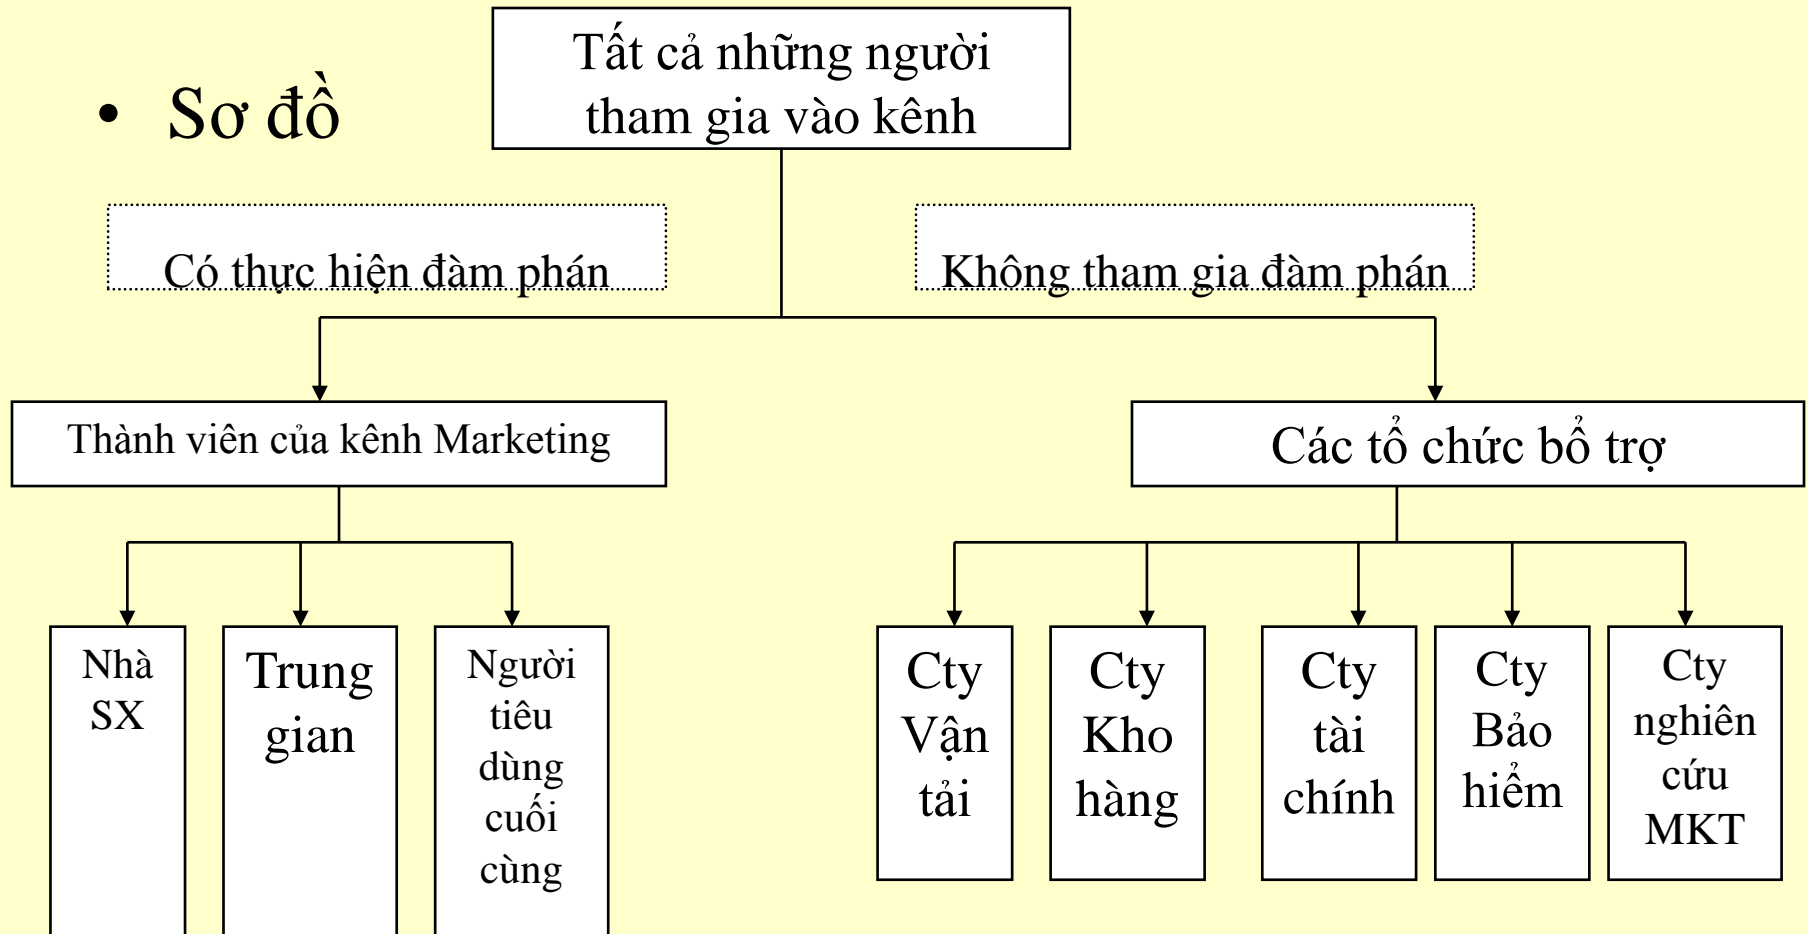 • Sơ đồ
Tất cả những người
tham gia vào kênh
Có thực hiện đàm phán
Không tham gia đàm phán
Thành viên của kênh Marketing
Các tổ chức bổ trợ
Nhà
SX
Trung
gian
Người
tiêu
dùng
cuối
cùng
Cty
Vận
tải
Cty
Kho
hàng
Cty
tài
chính
Cty
Bảo
hiểm
Cty
nghiên
cứu
MKT